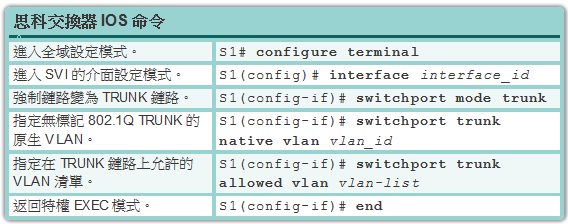 思科交換器 IOS 命令
進入全域設定模式。
S1# configure terminal
進入 SVI 的介面設定模式。
S1(config)# interface interface_id
強制鏈路變為 TRUNK 鏈路。
S1(config-if)# switchport mode trunk
指定無標記 802.1Q TRUNK 的
原生 VLAN。
S1(config-if)# switchport trunk
native vlan vlan_id
指定在 TRUNK 鏈路上允許的
VLAN 清單。
S1(config-if)# switchport trunk
allowed vlan vlan-list
返回特權 EXEC 模式。
S1(config-if)# end